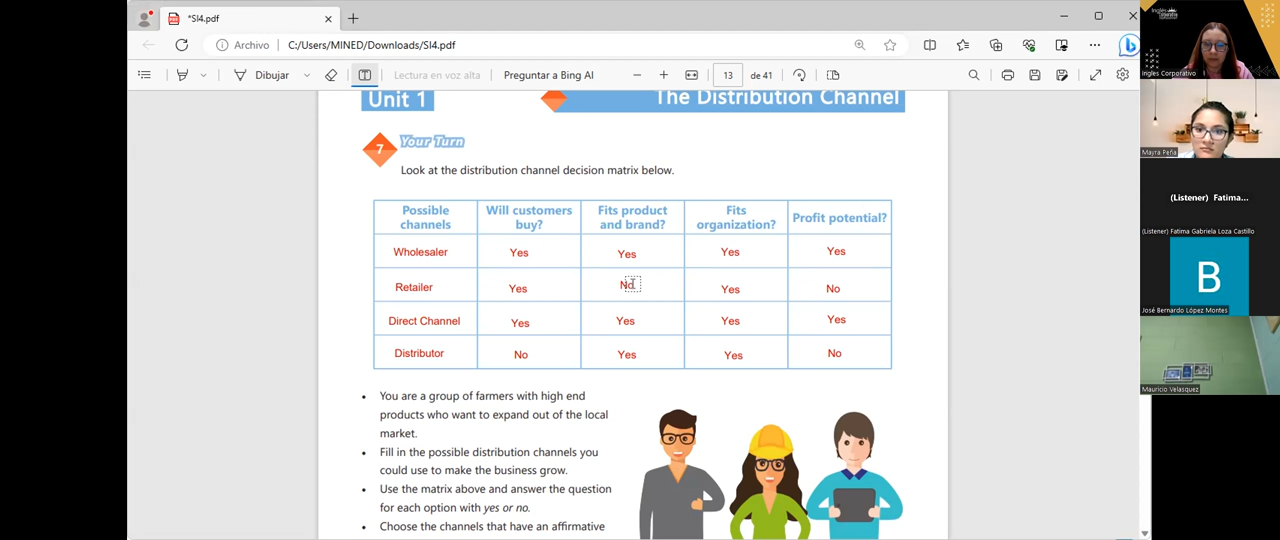 *SI4.pdf
Archivo C:/Users/MINED/Downloads/SI4.pdf
Dibujar Lectura en voz alta Preguntar a Bing AI 13 de 41
Unit 1 The Distribution Channel
7 Your Turn
Look at the distribution channel decision matrix below.
Possible channels Will customers buy? Fits product and brand? Fits organization? Profit potential?
Wholesaler Yes Yes Yes Yes
Retailer Yes No Yes No
Direct Channel Yes Yes Yes Yes
Distributor No Yes Yes No
• You are a group of farmers with high end
products who want to expand out of the local
market.
• Fill in the possible distribution channels you
could use to make the business grow.
• Use the matrix above and answer the question
for each option with yes or no.
• Choose the channels that have an affirmative
Inglés Corporativo
Mayra Peña
(Listener) Fatima...
(Listener) Fatima Gabriela Loza Castillo
B
José Bernardo López Montes
Mauricio Velasquez